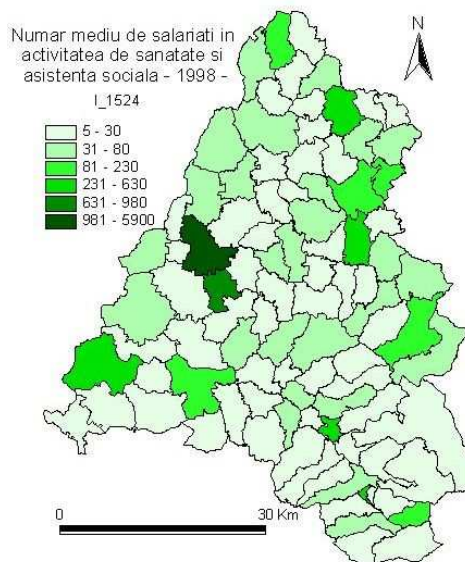 Numar mediu de salariati in
activitatea de sanatate si
asistenta sociala - 1998 -
I_1524
5 - 30
31 - 80
81 - 230
231 - 630
631 - 980
981 - 5900
N
0 30 Km